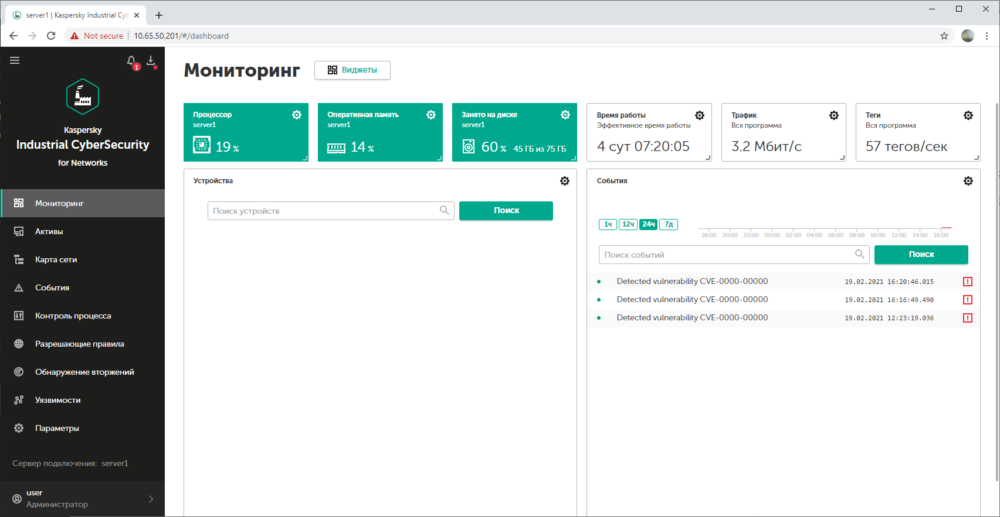 server1 | Kaspersky Industrial Cyb
Not secure
10.65.50.201/#/dashboard
1
Kaspersky
Industrial CyberSecurity
for Networks
Мониторинг
Активы
Карта сети
События
Контроль процесса
Разрешающие правила
Обнаружение вторжений
Уязвимости
Параметры
Сервер подключения: server1
user
Администратор
Мониторинг
Виджеты
Процессор
server1
19 %
Оперативная память
server1
14 %
Занято на диске
server1
60 % 45 ГБ из 75 ГБ
Время работы
Эффективное время работы
4 сут 07:20:05
Трафик
Вся программа
3.2 Мбит/с
Теги
Вся программа
57 тегов/сек
Устройства
Поиск устройств
Поиск
События
1ч 12ч 24ч 7д
18:00 20:00 22:00 00:00 02:00 04:00 06:00 08:00 10:00 12:00 14:00 16:00
Поиск событий
Поиск
Detected vulnerability CVE-0000-00000 19.02.2021 16:20:46.015
Detected vulnerability CVE-0000-00000 19.02.2021 16:16:49.490
Detected vulnerability CVE-0000-00000 19.02.2021 12:23:19.036